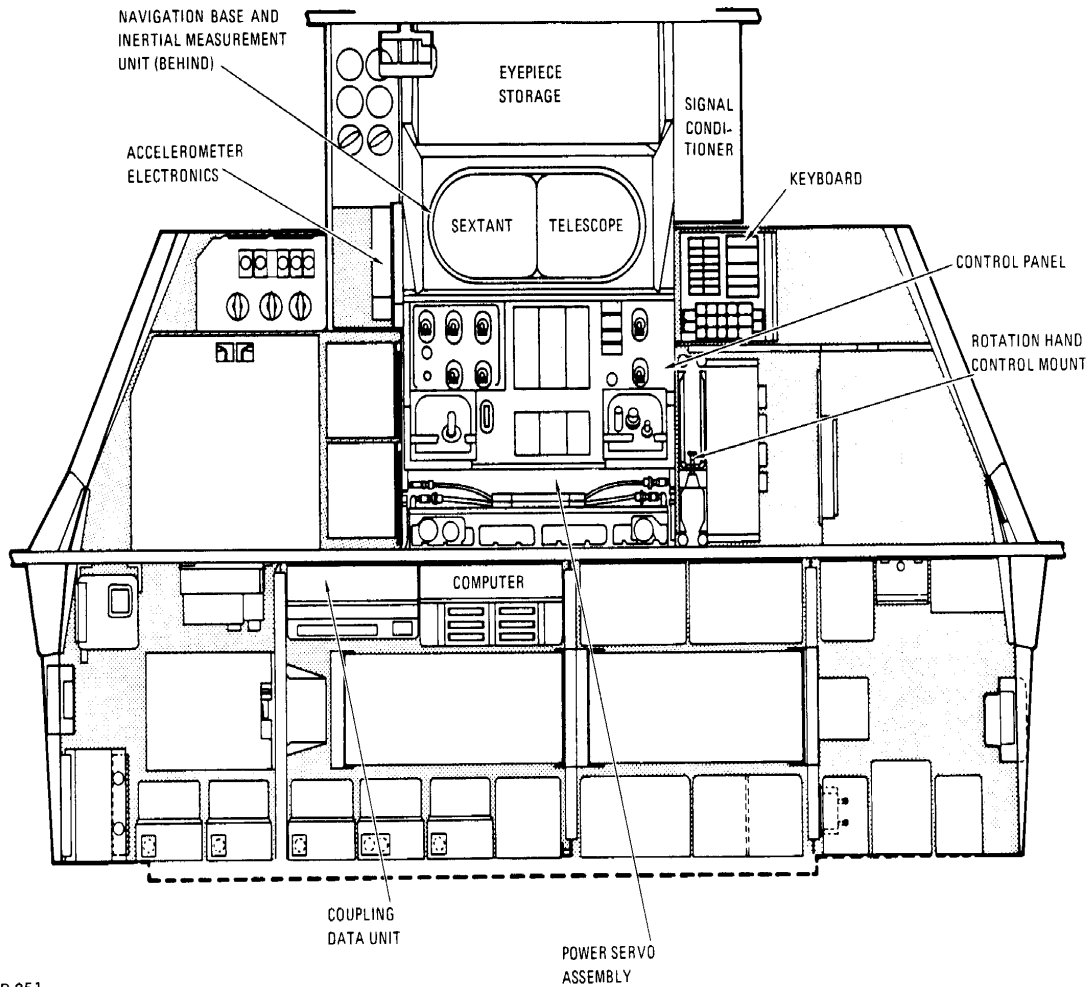 NAVIGATION BASE AND
INERTIAL MEASUREMENT
UNIT (BEHIND)
EYEPIECE
STORAGE
SIGNAL
CONDI-
TIONER
ACCELEROMETER
ELECTRONICS
KEYBOARD
SEXTANT
TELESCOPE
CONTROL PANEL
ROTATION HAND
CONTROL MOUNT
COMPUTER
COUPLING
DATA UNIT
POWER SERVO
ASSEMBLY